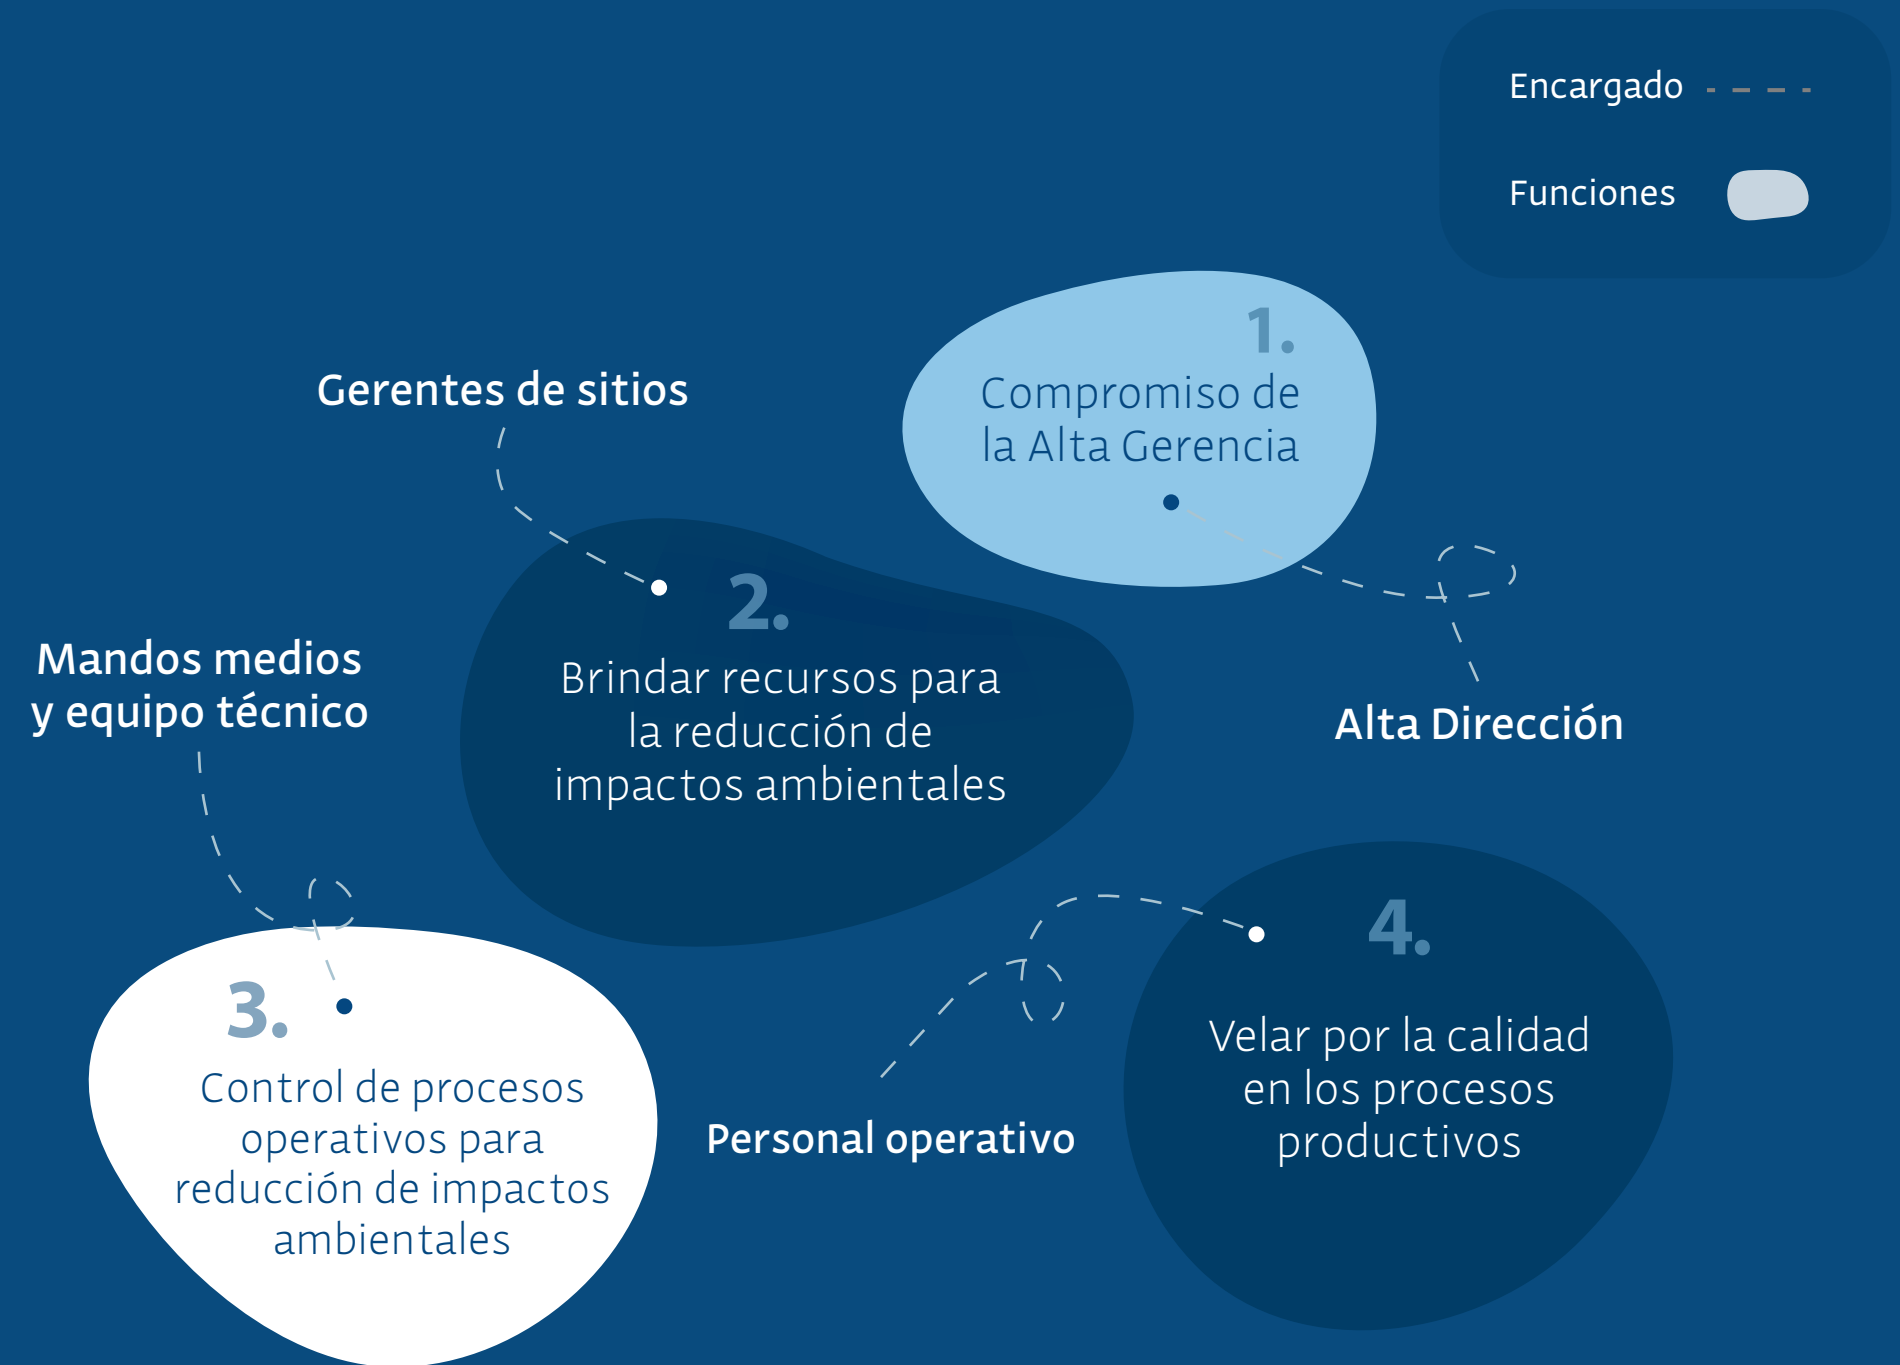 Encargado
Funciones
1.
Compromiso de
la Alta Gerencia
Alta Dirección
Gerentes de sitios
2.
Brindar recursos para
la reducción de
impactos ambientales
Mandos medios
y equipo técnico
3.
Control de procesos
operativos para
reducción de impactos
ambientales
Personal operativo
4.
Velar por la calidad
en los procesos
productivos